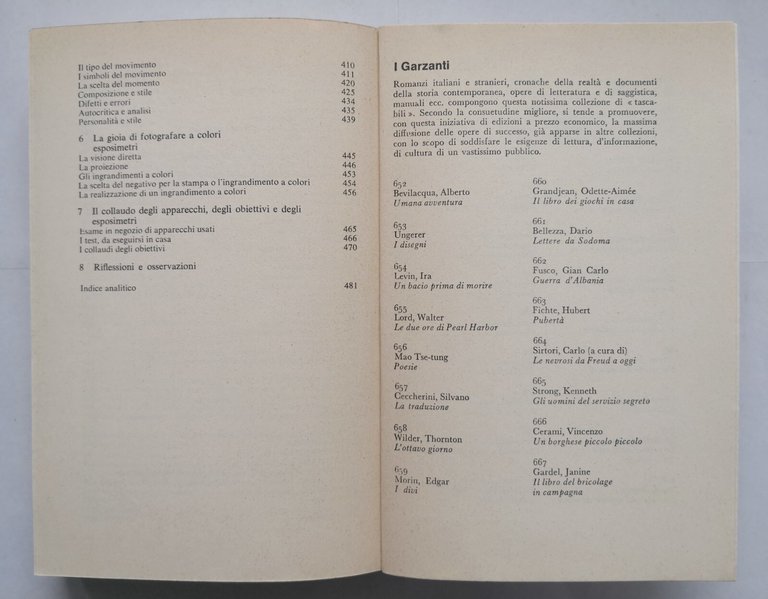 Il tipo del movimento 410
I simboli del movimento 411
La scelta del momento 420
Composizione e stile 425
Difetti e errori 434
Autocritica e analisi 435
Personalità e stile 439
6 La gioia di fotografare a colori
esposimetri
La visione diretta 445
La proiezione 446
Gli ingrandimenti a colori 453
La scelta del negativo per la stampa o l'ingrandimento a colori 454
La realizzazione di un ingrandimento a colori 456
7 Il collaudo degli apparecchi, degli obiettivi e degli
esposimetri
Esame in negozio di apparecchi usati 465
I test, da eseguirsi in casa 466
I collaudi degli obiettivi 470
8 Riflessioni e osservazioni
Indice analitico 481
I Garzanti
Romanzi italiani e stranieri, cronache della realtà e documenti
della storia contemporanea, opere di letteratura e di saggistica,
manuali ecc. compongono questa notissima collezione di « tasca-
bili ». Secondo la consuetudine migliore, si tende a promuovere,
con questa iniziativa di edizioni a prezzo economico, la massima
diffusione delle opere di successo, già apparse in altre collezioni,
con lo scopo di soddisfare le esigenze di lettura, d'informazione,
di cultura di un vastissimo pubblico.
652
Bevilacqua, Alberto
Umana avventura
653
Ungerer
I disegni
654
Levin, Ira
Un bacio prima di morire
655
Lord, Walter
Le due ore di Pearl Harbor
656
Mao Tse-tung
Poesie
657
Ceccherini, Silvano
La traduzione
658
Wilder, Thornton
L'ottavo giorno
659
Morin, Edgar
I divi
660
Grandjean, Odette-Aimée
Il libro dei giochi in casa
661
Bellezza, Dario
Lettere da Sodoma
662
Fusco, Gian Carlo
Guerra d'Albania
663
Fichte, Hubert
Pubertà
664
Sirtori, Carlo (a cura di)
Le nevrosi da Freud a oggi
665
Strong, Kenneth
Gli uomini del servizio segreto
666
Cerami, Vincenzo
Un borghese piccolo piccolo
667
Gardel, Janine
Il libro del bricolage
in campagna